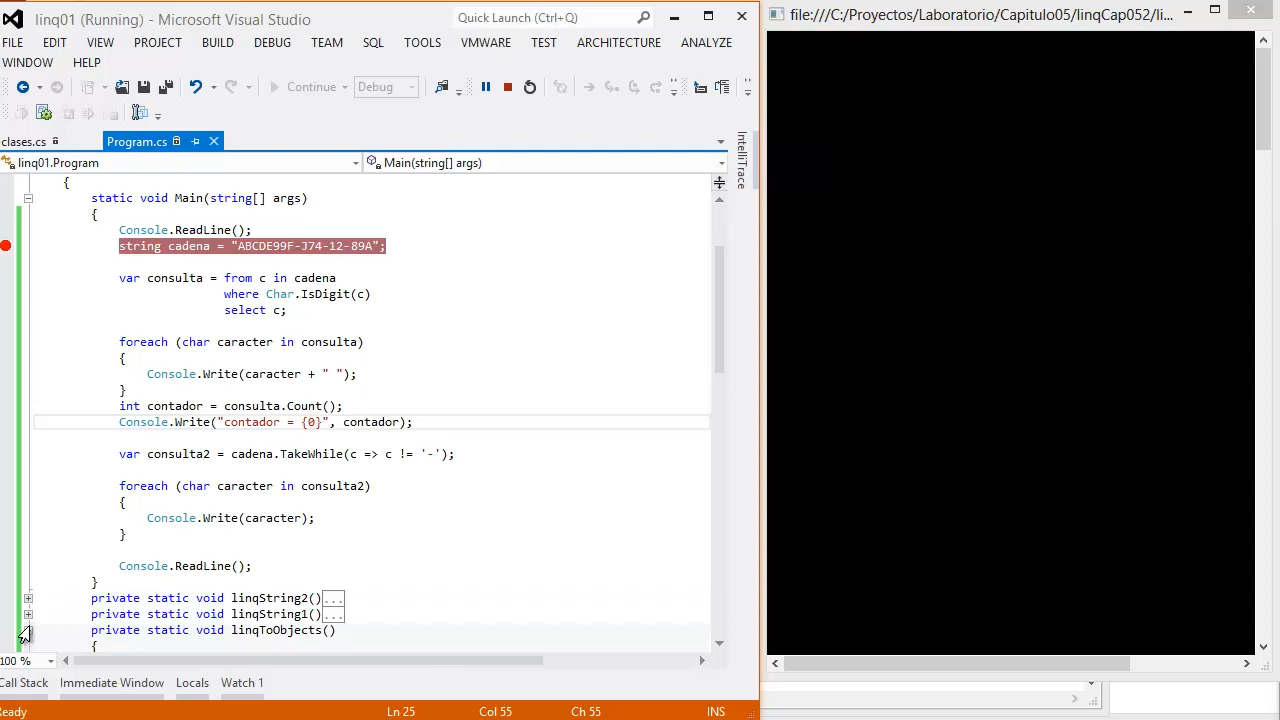 linq01 (Running) - Microsoft Visual Studio
Quick Launch (Ctrl+Q)
file:///C:/Proyectos/Laboratorio/Capitulo05/linqCap052/li...
FILE EDIT VIEW PROJECT BUILD DEBUG TEAM SQL TOOLS VMWARE TEST ARCHITECTURE ANALYZE
WINDOW HELP
Continue Debug
clases.cs Program.cs
linq01.Program Main(string[] args)
IntelliTrace
{
static void Main(string[] args)
{
Console.ReadLine();
string cadena = "ABCDE99F-J74-12-89A";
var consulta = from c in cadena
where Char.IsDigit(c)
select c;
foreach (char caracter in consulta)
{
Console.Write(caracter + " ");
}
int contador = consulta.Count();
Console.Write("contador = {0}", contador);
var consulta2 = cadena.TakeWhile(c => c != '-');
foreach (char caracter in consulta2)
{
Console.Write(caracter);
}
Console.ReadLine();
}
private static void linqString2()...
private static void linqString1()...
private static void linqToObjects()
{
100 %
Call Stack Immediate Window Locals Watch 1
Ready Ln 25 Col 55 Ch 55 INS